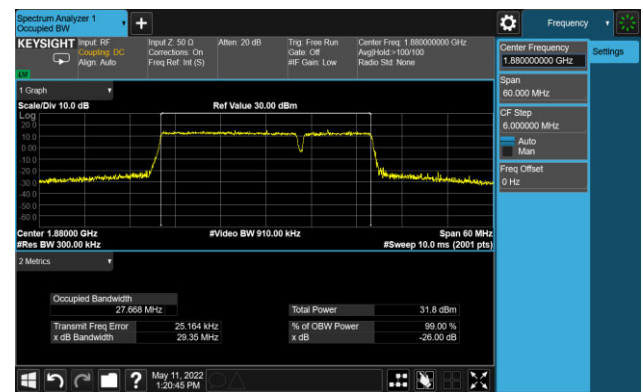 Spectrum Analyzer 1
Occupied BW
+
Frequency
KEYSIGHT
Input: RF
Coupling: DC
Align: Auto
Input Z: 50 Ω
Corrections: On
Freq Ref: Int (S)
Atten: 20 dB
Trig: Free Run
Gate: Off
#IF Gain: Low
Center Freq: 1.880000000 GHz
Avg|Hold:>100/100
Radio Std: None
Center Frequency
1.880000000 GHz
Settings
Span
60.000 MHz
CF Step
6.000000 MHz
Auto
Man
Freq Offset
0 Hz
1 Graph
Scale/Div 10.0 dB
Ref Value 30.00 dBm
Log
20.0
10.0
0.00
-10.0
-20.0
-30.0
-40.0
-50.0
-60.0
Center 1.88000 GHz
#Video BW 910.00 kHz
Span 60 MHz
#Res BW 300.00 kHz
#Sweep 10.0 ms (2001 pts)
2 Metrics
Occupied Bandwidth
27.668 MHz
Total Power
31.8 dBm
Transmit Freq Error
25.164 kHz
% of OBW Power
99.00 %
x dB Bandwidth
29.35 MHz
x dB
-26.00 dB
?
May 11, 2022
1:20:45 PM